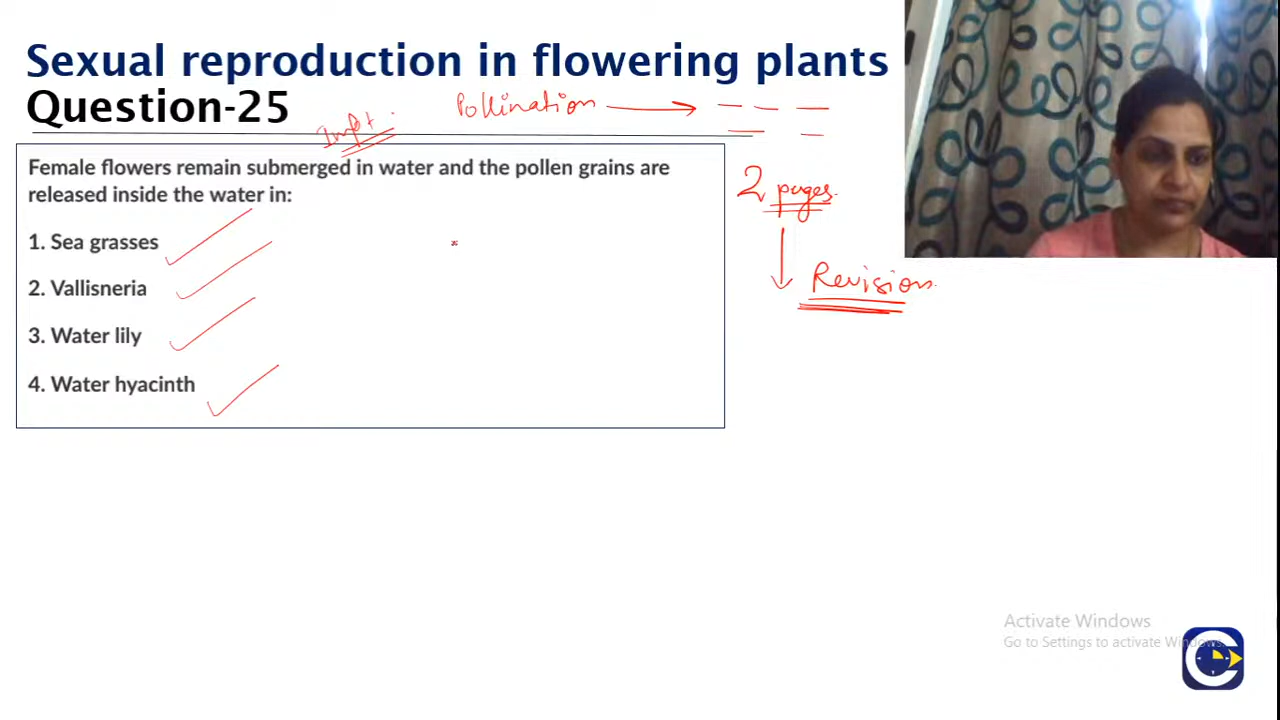 Sexual reproduction in flowering plants
Question-25
Impt.
Pollination
Female flowers remain submerged in water and the pollen grains are
released inside the water in:
1. Sea grasses
2. Vallisneria
3. Water lily
4. Water hyacinth
2 pages.
Revision.
Activate Windows
Go to Settings to activate Windows.